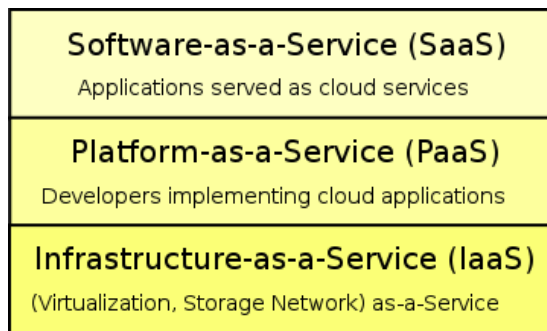 Software-as-a-Service (SaaS)
Applications served as cloud services
Platform-as-a-Service (PaaS)
Developers implementing cloud applications
Infrastructure-as-a-Service (IaaS)
(Virtualization, Storage Network) as-a-Service